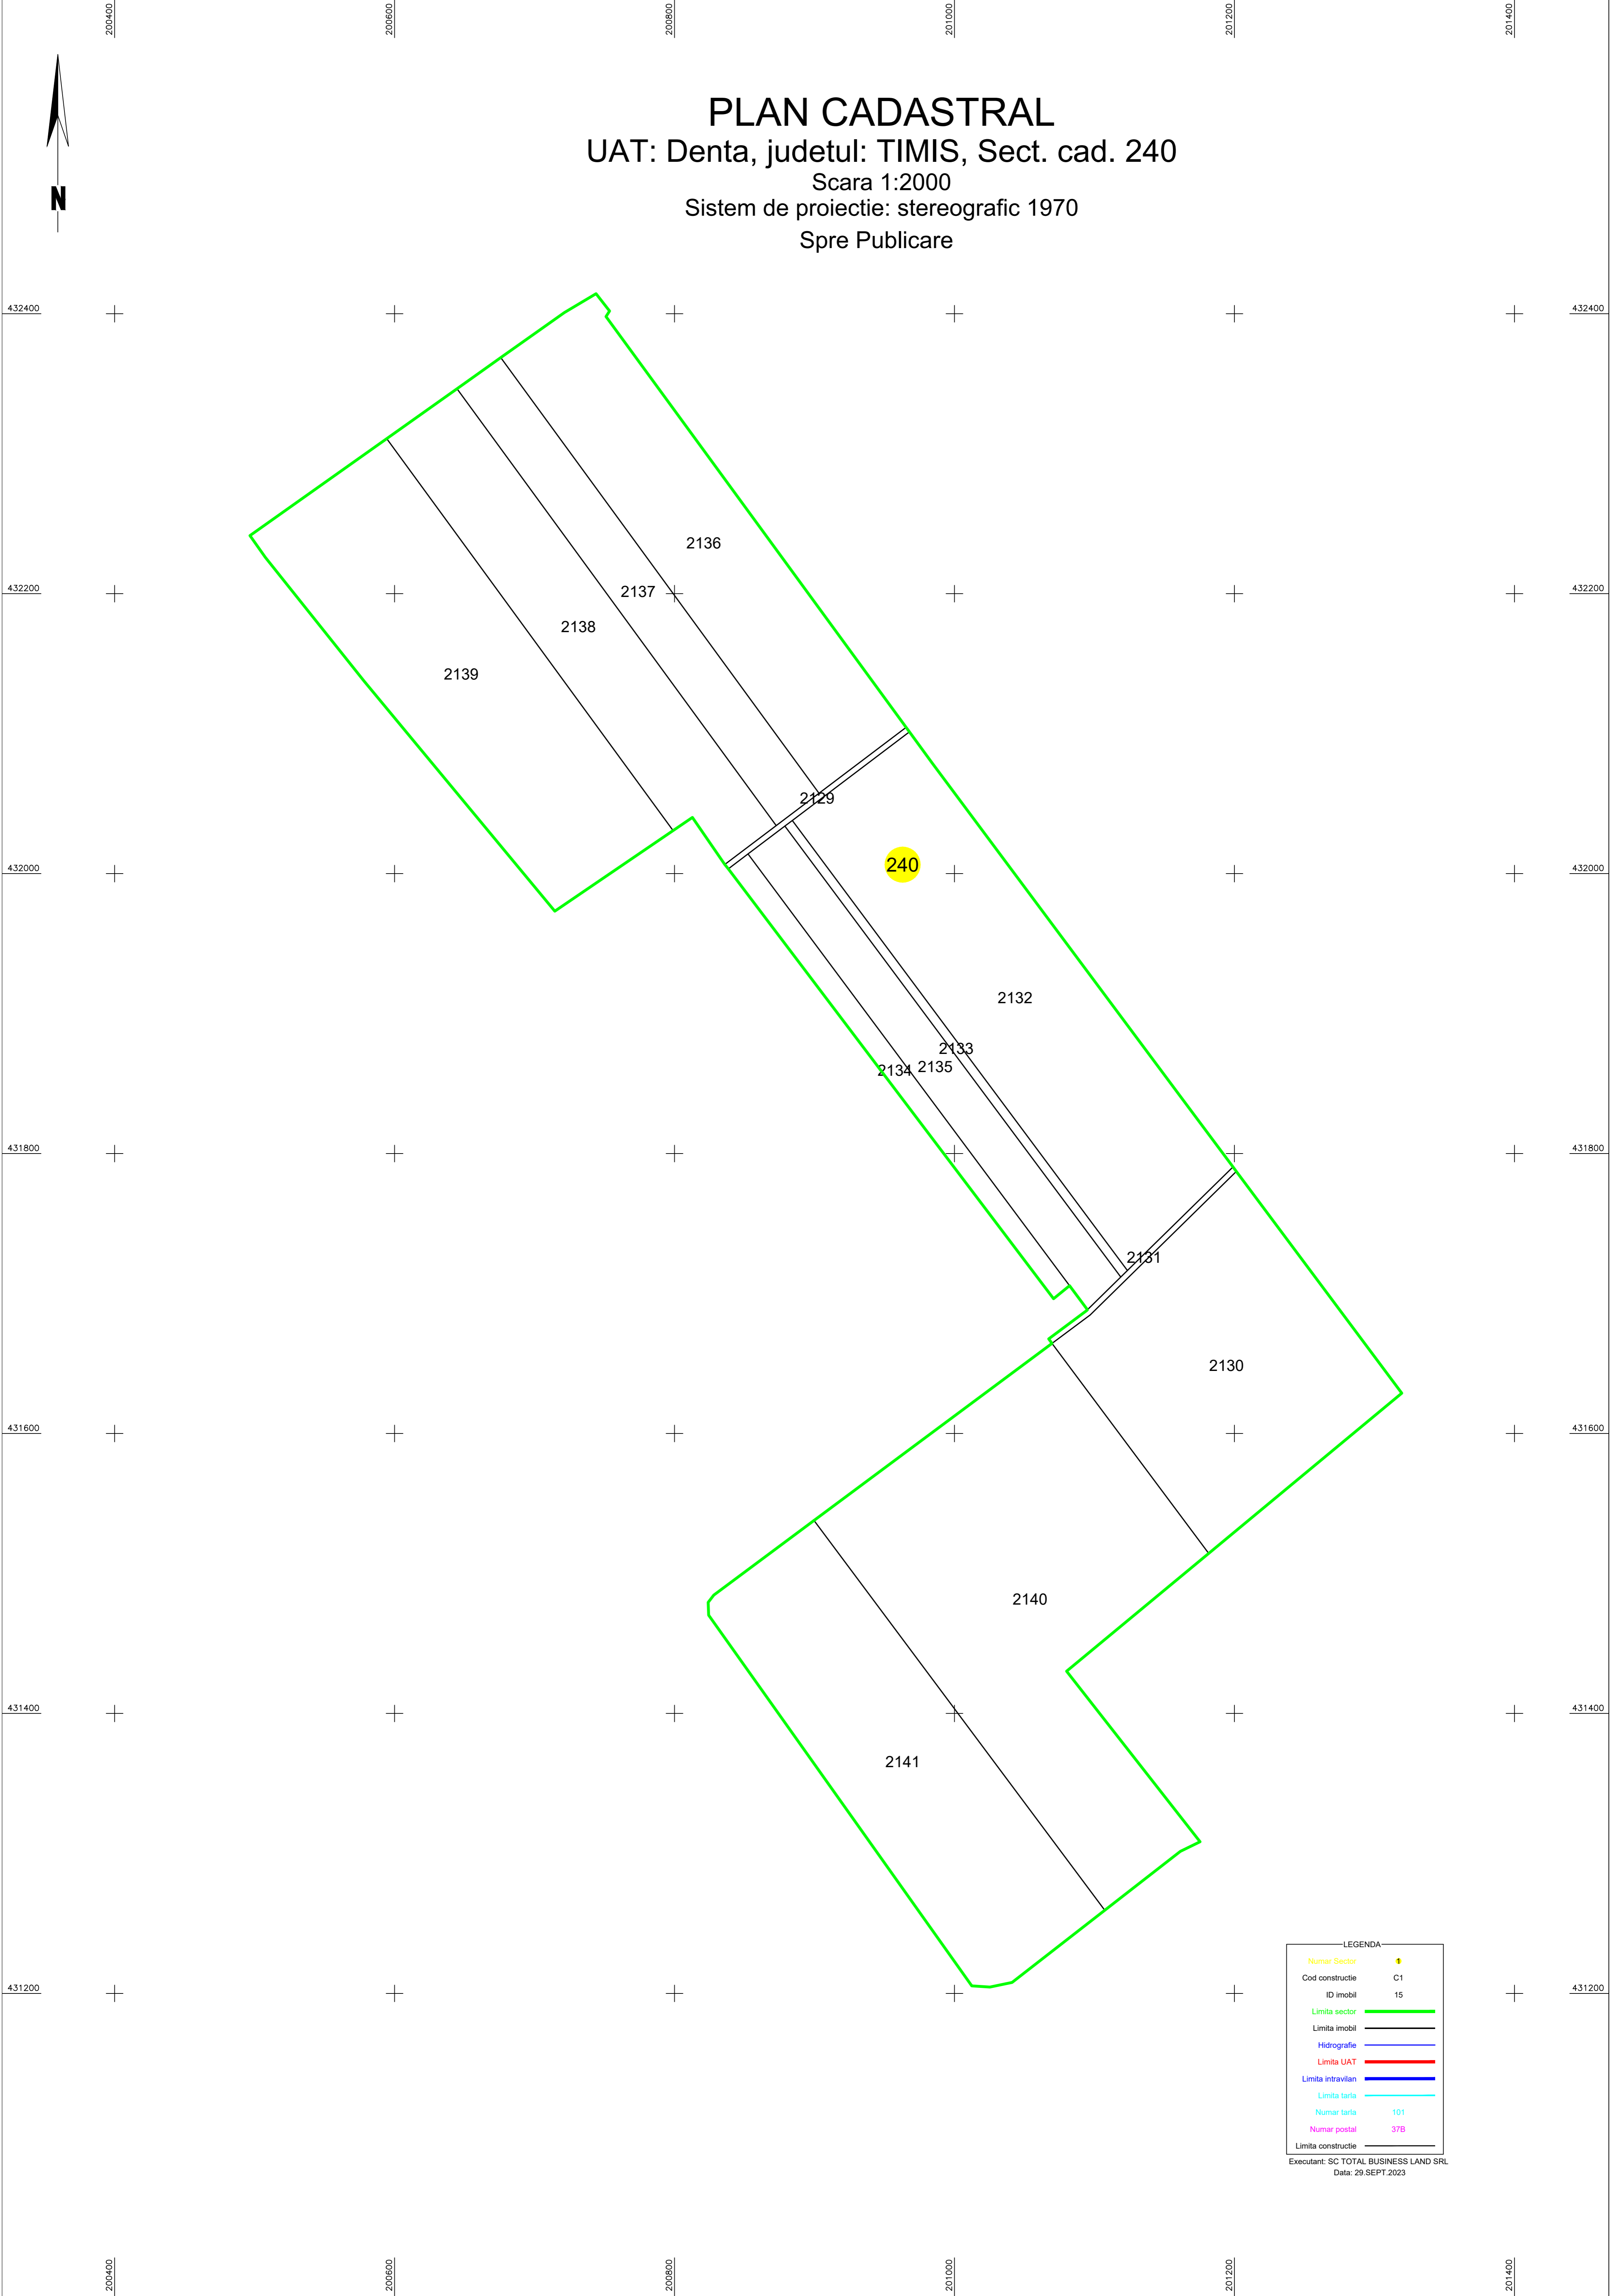 200400 200600 200800 201000 201200 201400
N
PLAN CADASTRAL
UAT: Denta, judetul: TIMIS, Sect. cad. 240
Scara 1:2000
Sistem de proiectie: stereografic 1970
Spre Publicare
432400 432400
2136
432200 2137 432200
2138
2139
2129
240
432000 432000
2132
2133
2134 2135
431800 431800
2131
2130
431600 431600
2140
431400 431400
2141
431200 431200
LEGENDA
Numar Sector 1
Cod constructie C1
ID imobil 15
Limita sector
Limita imobil
Hidrografie
Limita UAT
Limita intravilan
Limita tarla
Numar tarla 101
Numar postal 37B
Limita constructie
Executant: SC TOTAL BUSINESS LAND SRL
Data: 29.SEPT.2023
200400 200600 200800 201000 201200 201400